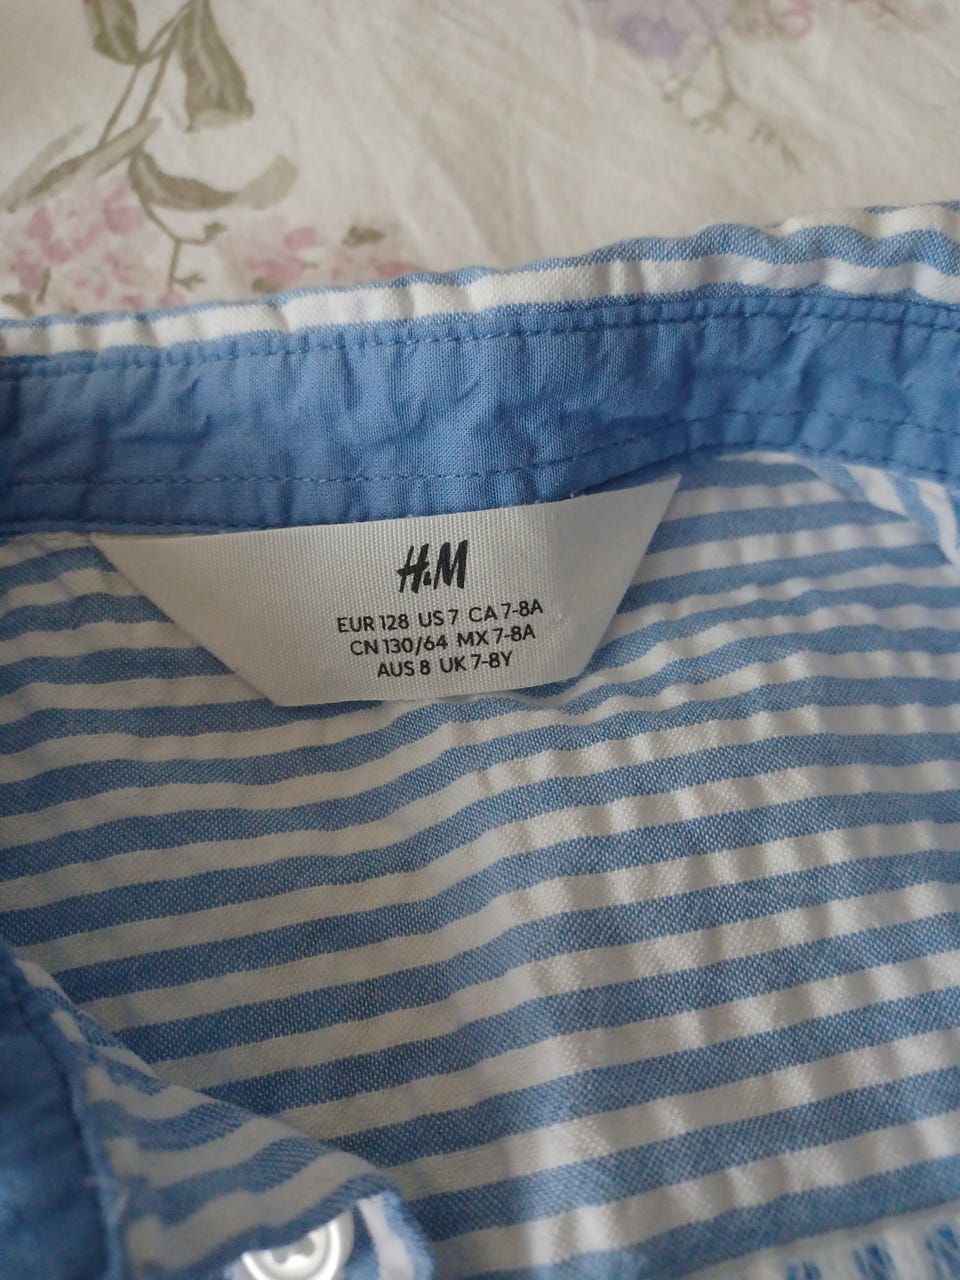 H&M
EUR 128 US 7 CA 7-8A
CN 130/64 MX 7-8A
AUS 8 UK 7-8Y